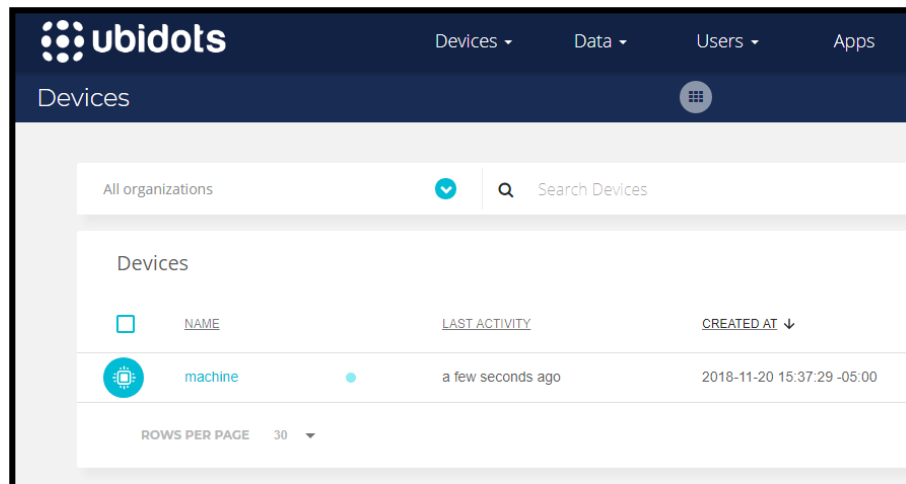 ubidots Devices Data Users Apps
Devices
All organizations Search Devices
Devices
NAME LAST ACTIVITY CREATED AT
machine a few seconds ago 2018-11-20 15:37:29 -05:00
ROWS PER PAGE 30